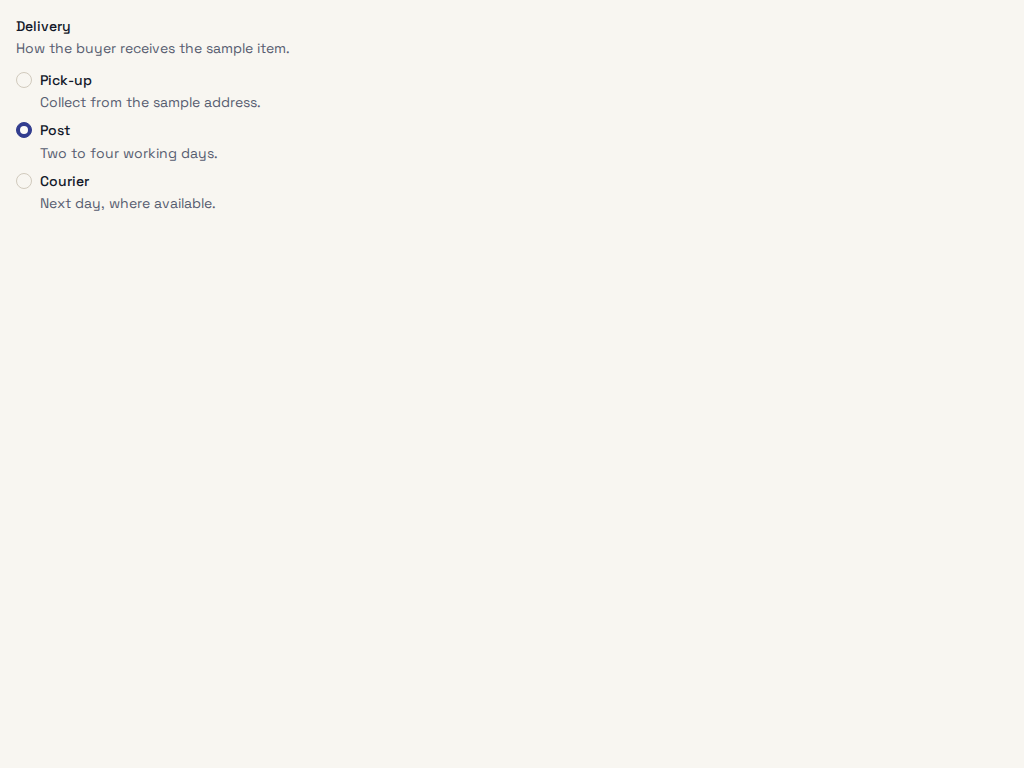 Delivery
How the buyer receives the sample item.
Pick-up
Collect from the sample address.
Post
Two to four working days.
Courier
Next day, where available.